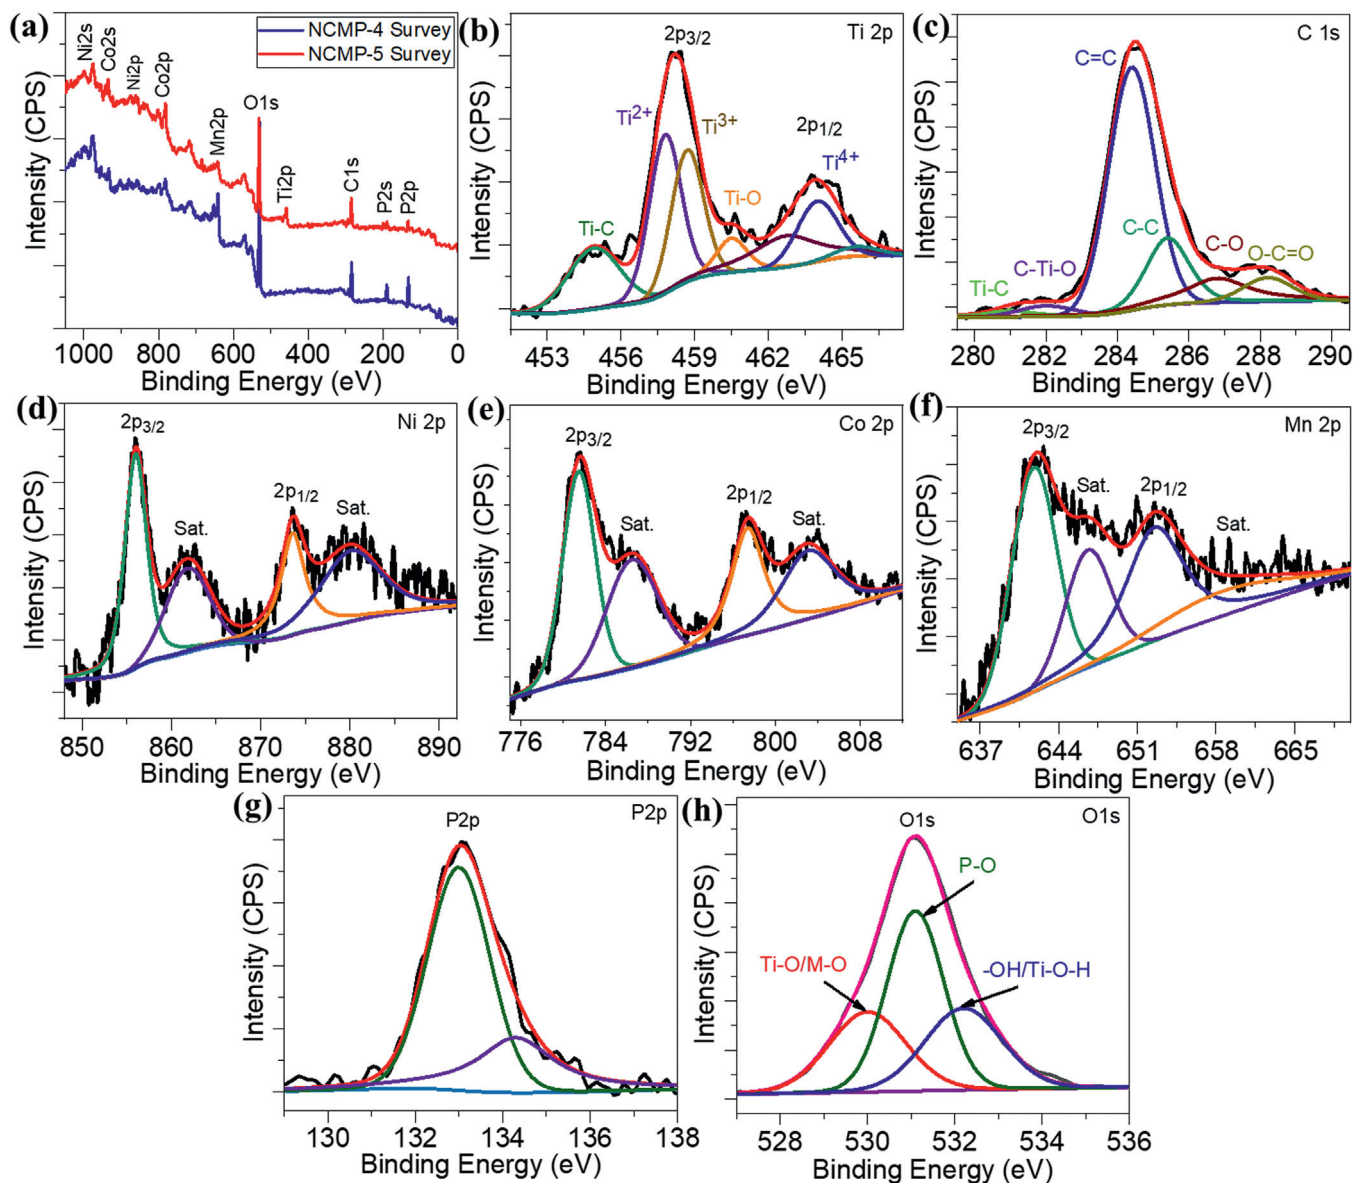 (a)
NCMP-4 Survey
NCMP-5 Survey
Ni2s
Co2s
Ni2p
Co2p
Mn2p
O1s
Ti2p
C1s
P2s
P2p
Intensity (CPS)
1000 800 600 400 200 0
Binding Energy (eV)
(b)
Ti 2p
2p3/2
Ti2+
Ti3+
2p1/2
Ti4+
Ti-O
Ti-C
Intensity (CPS)
453 456 459 462 465
Binding Energy (eV)
(c)
C 1s
C=C
C-C
C-O
O-C=O
C-Ti-O
Ti-C
Intensity (CPS)
280 282 284 286 288 290
Binding Energy (eV)
(d)
Ni 2p
2p3/2
Sat.
2p1/2
Sat.
Intensity (CPS)
850 860 870 880 890
Binding Energy (eV)
(e)
Co 2p
2p3/2
Sat.
2p1/2
Sat.
Intensity (CPS)
776 784 792 800 808
Binding Energy (eV)
(f)
Mn 2p
2p3/2
Sat.
2p1/2
Sat.
Intensity (CPS)
637 644 651 658 665
Binding Energy (eV)
(g)
P2p
P2p
Intensity (CPS)
130 132 134 136 138
Binding Energy (eV)
(h)
O1s
O1s
P-O
Ti-O/M-O
-OH/Ti-O-H
Intensity (CPS)
528 530 532 534 536
Binding Energy (eV)